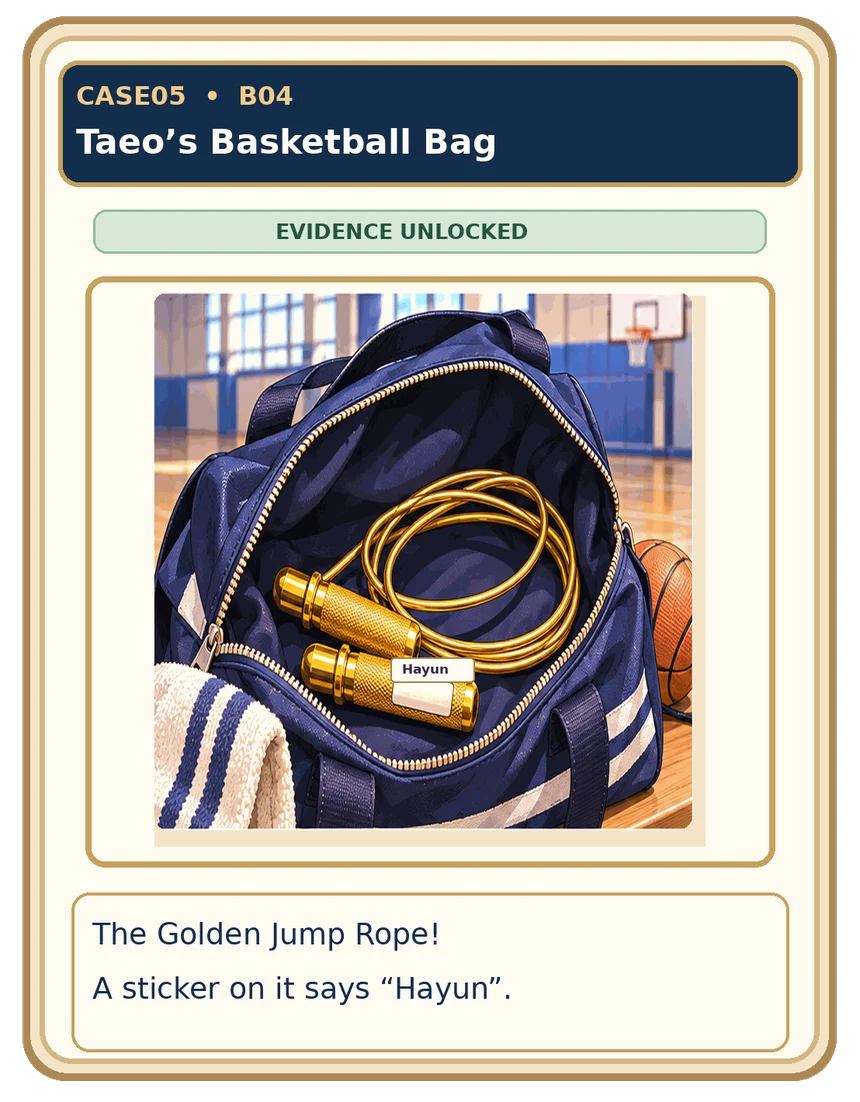 CASE05 • B04
Taeo’s Basketball Bag
EVIDENCE UNLOCKED
Hayun
The Golden Jump Rope!
A sticker on it says “Hayun”.